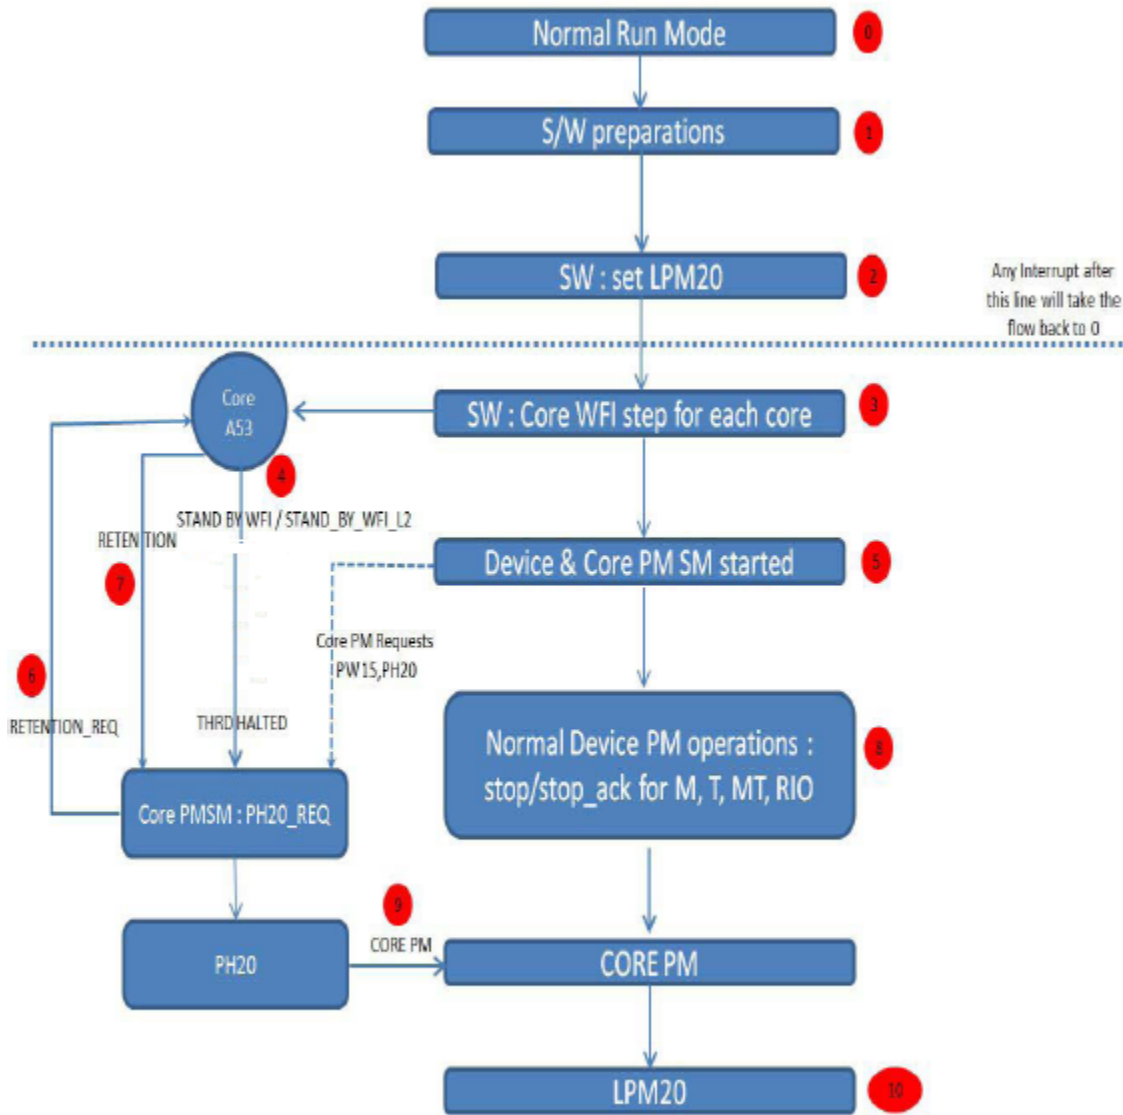 Normal Run Mode
0
S/W preparations
1
SW : set LPM20
2
Any Interrupt after
this line will take the
flow back to 0
Core
A53
SW : Core WFI step for each core
3
4
STAND BY WFI / STAND_BY_WFI_L2
RETENTION
7
Device & Core PM SM started
5
Core PM Requests
PW15,PH20
6
RETENTION_REQ
THRD HALTED
Normal Device PM operations :
stop/stop_ack for M, T, MT, RIO
8
Core PMSM : PH20_REQ
9
CORE PM
PH20
CORE PM
LPM20
10